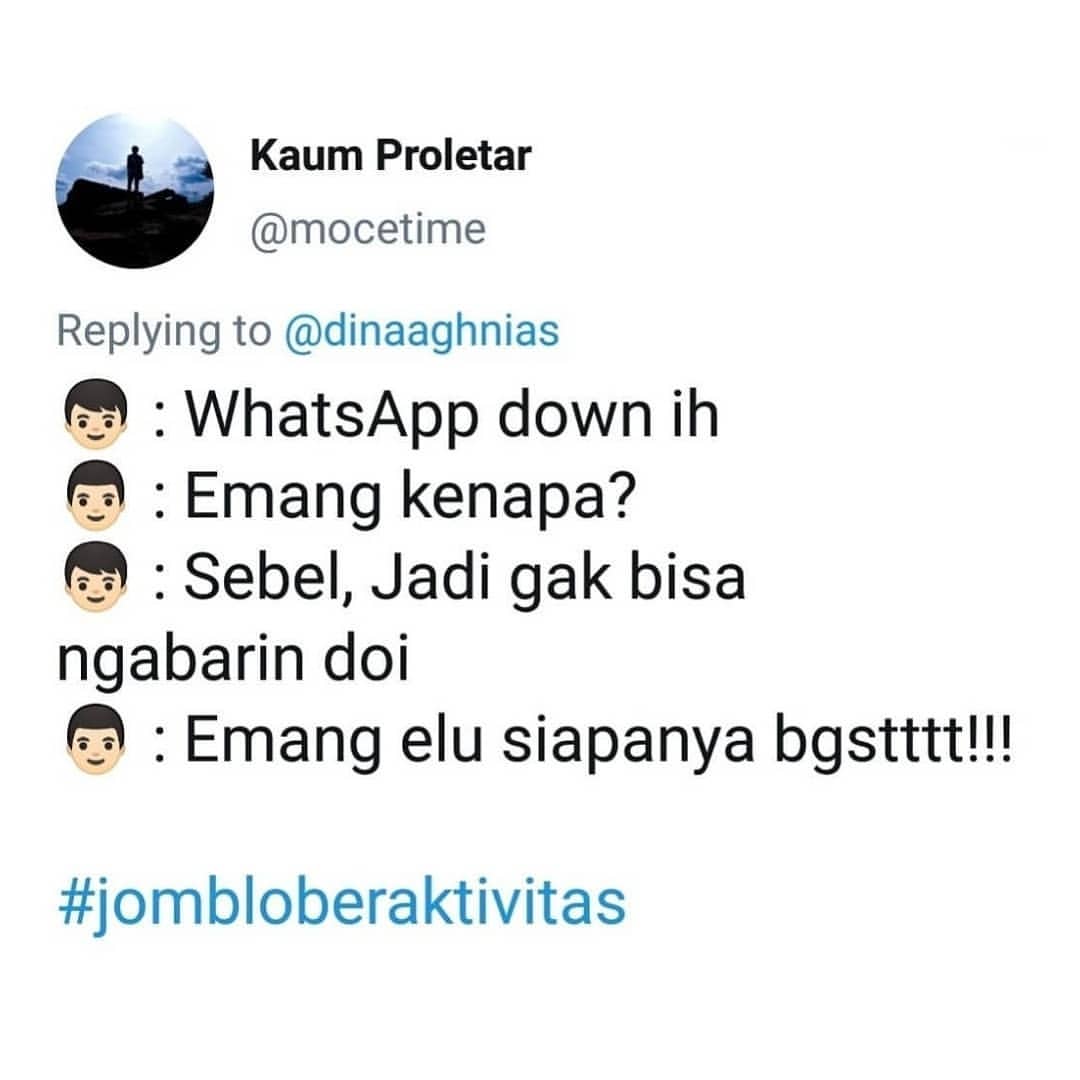 Kaum Proletar
@mocetime
Replying to @dinaaghnias
👦🏻 : WhatsApp down ih
👨🏻 : Emang kenapa?
👦🏻 : Sebel, Jadi gak bisa
ngabarin doi
👨🏻 : Emang elu siapanya bgstttt!!!
#jombloberaktivitas